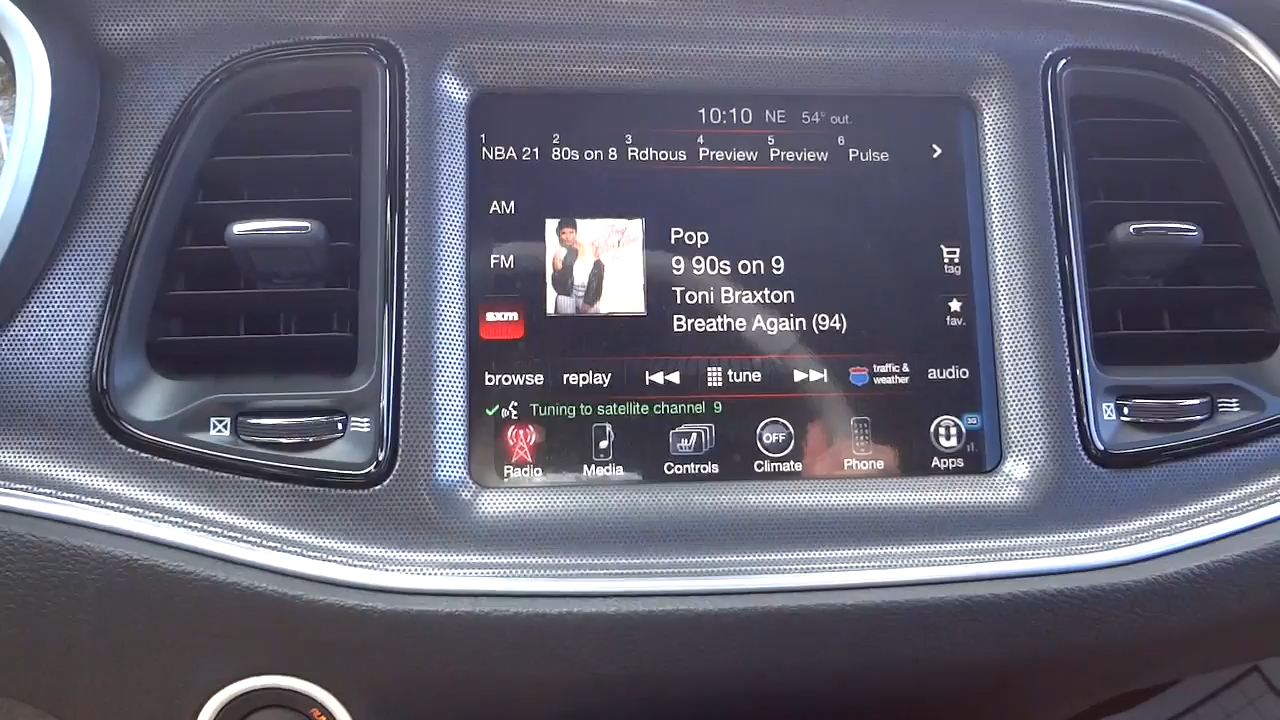 10:10 NE 54° out.
1 2 3 4 5 6
NBA 21 80s on 8 Rdhous Preview Preview Pulse
AM
FM
sxm
Pop
9 90s on 9
Toni Braxton
Breathe Again (94)
tag
fav.
browse replay tune traffic & weather audio
Tuning to satellite channel 9
OFF
3G
Radio Media Controls Climate Phone Apps